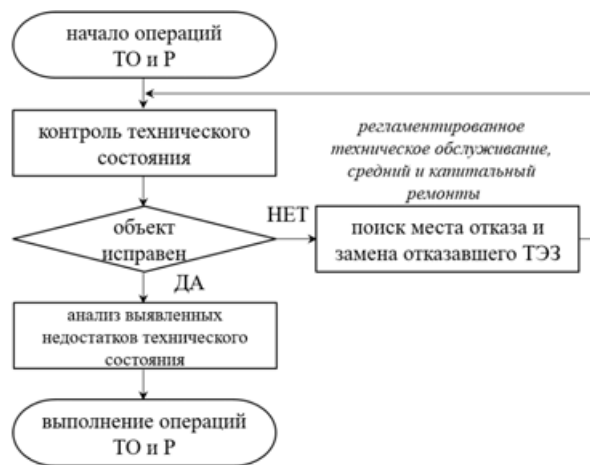 начало операций
ТО и Р
контроль технического
состояния
регламентированное
техническое обслуживание,
средний и капитальный
ремонты
объект
исправен
НЕТ
поиск места отказа и
замена отказавшего ТЭЗ
ДА
анализ выявленных
недостатков технического
состояния
выполнение операций
ТО и Р